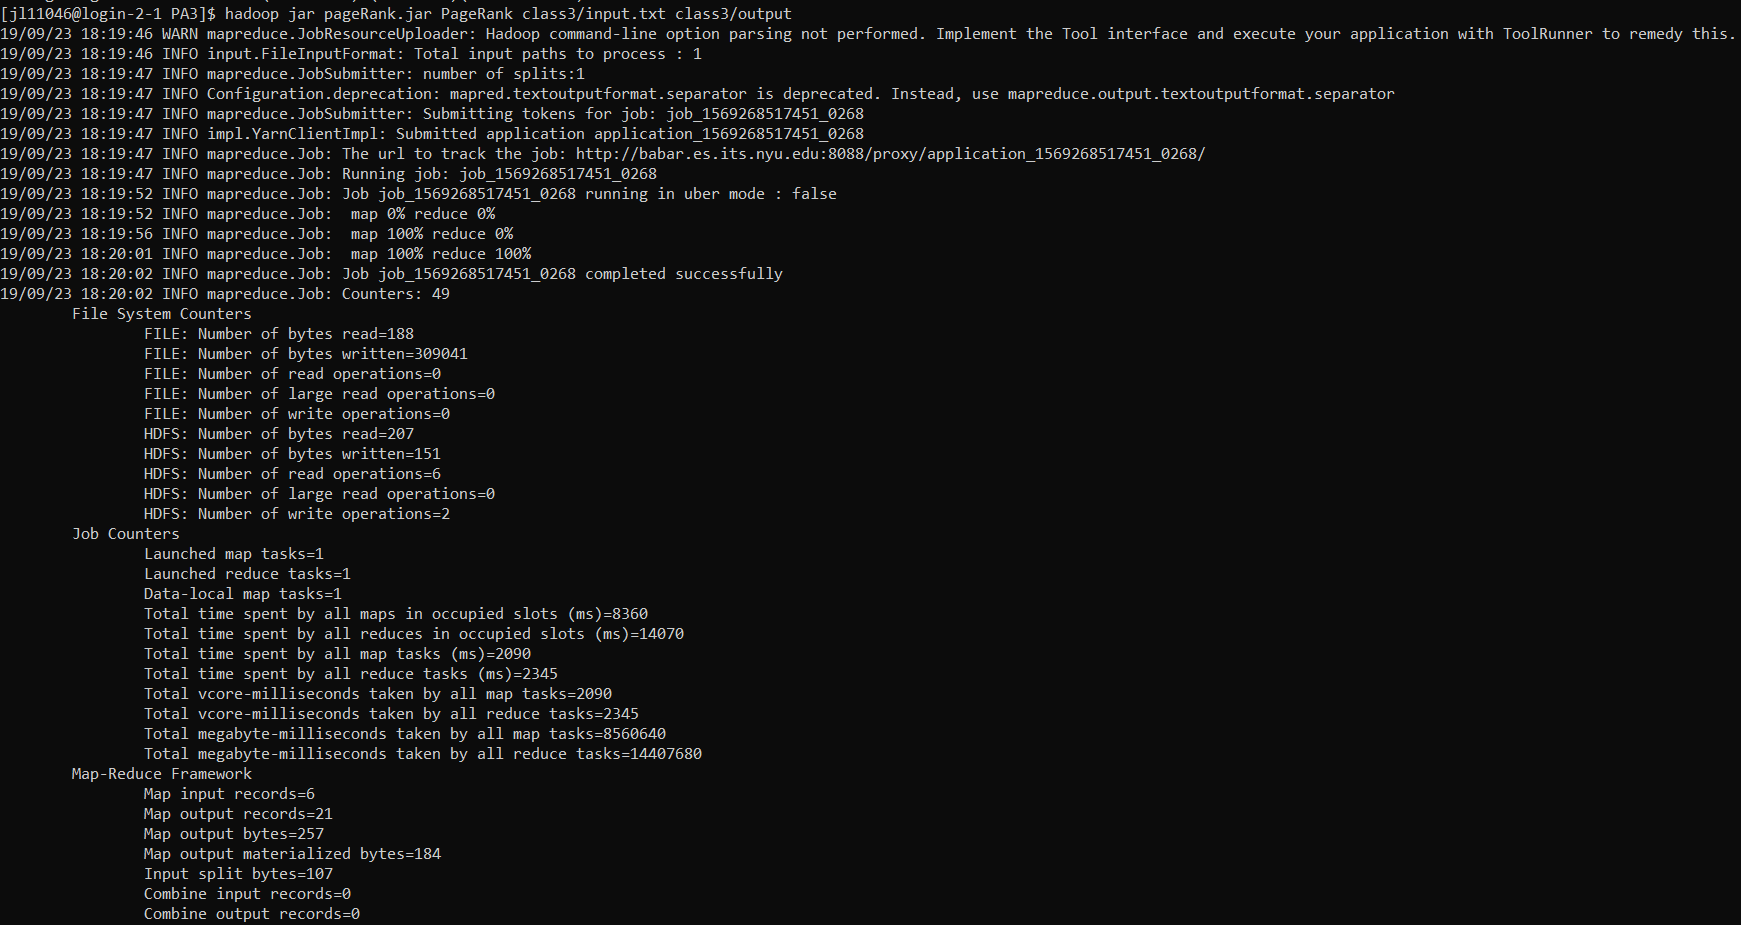 [jl11046@login-2-1 PA3]$ hadoop jar pageRank.jar PageRank class3/input.txt class3/output
19/09/23 18:19:46 WARN mapreduce.JobResourceUploader: Hadoop command-line option parsing not performed. Implement the Tool interface and execute your application with ToolRunner to remedy this.
19/09/23 18:19:46 INFO input.FileInputFormat: Total input paths to process : 1
19/09/23 18:19:47 INFO mapreduce.JobSubmitter: number of splits:1
19/09/23 18:19:47 INFO Configuration.deprecation: mapred.textoutputformat.separator is deprecated. Instead, use mapreduce.output.textoutputformat.separator
19/09/23 18:19:47 INFO mapreduce.JobSubmitter: Submitting tokens for job: job_1569268517451_0268
19/09/23 18:19:47 INFO impl.YarnClientImpl: Submitted application application_1569268517451_0268
19/09/23 18:19:47 INFO mapreduce.Job: The url to track the job: http://babar.es.its.nyu.edu:8088/proxy/application_1569268517451_0268/
19/09/23 18:19:47 INFO mapreduce.Job: Running job: job_1569268517451_0268
19/09/23 18:19:52 INFO mapreduce.Job: Job job_1569268517451_0268 running in uber mode : false
19/09/23 18:19:52 INFO mapreduce.Job:  map 0% reduce 0%
19/09/23 18:19:56 INFO mapreduce.Job:  map 100% reduce 0%
19/09/23 18:20:01 INFO mapreduce.Job:  map 100% reduce 100%
19/09/23 18:20:02 INFO mapreduce.Job: Job job_1569268517451_0268 completed successfully
19/09/23 18:20:02 INFO mapreduce.Job: Counters: 49
        File System Counters
                FILE: Number of bytes read=188
                FILE: Number of bytes written=309041
                FILE: Number of read operations=0
                FILE: Number of large read operations=0
                FILE: Number of write operations=0
                HDFS: Number of bytes read=207
                HDFS: Number of bytes written=151
                HDFS: Number of read operations=6
                HDFS: Number of large read operations=0
                HDFS: Number of write operations=2
        Job Counters
                Launched map tasks=1
                Launched reduce tasks=1
                Data-local map tasks=1
                Total time spent by all maps in occupied slots (ms)=8360
                Total time spent by all reduces in occupied slots (ms)=14070
                Total time spent by all map tasks (ms)=2090
                Total time spent by all reduce tasks (ms)=2345
                Total vcore-milliseconds taken by all map tasks=2090
                Total vcore-milliseconds taken by all reduce tasks=2345
                Total megabyte-milliseconds taken by all map tasks=8560640
                Total megabyte-milliseconds taken by all reduce tasks=14407680
        Map-Reduce Framework
                Map input records=6
                Map output records=21
                Map output bytes=257
                Map output materialized bytes=184
                Input split bytes=107
                Combine input records=0
                Combine output records=0